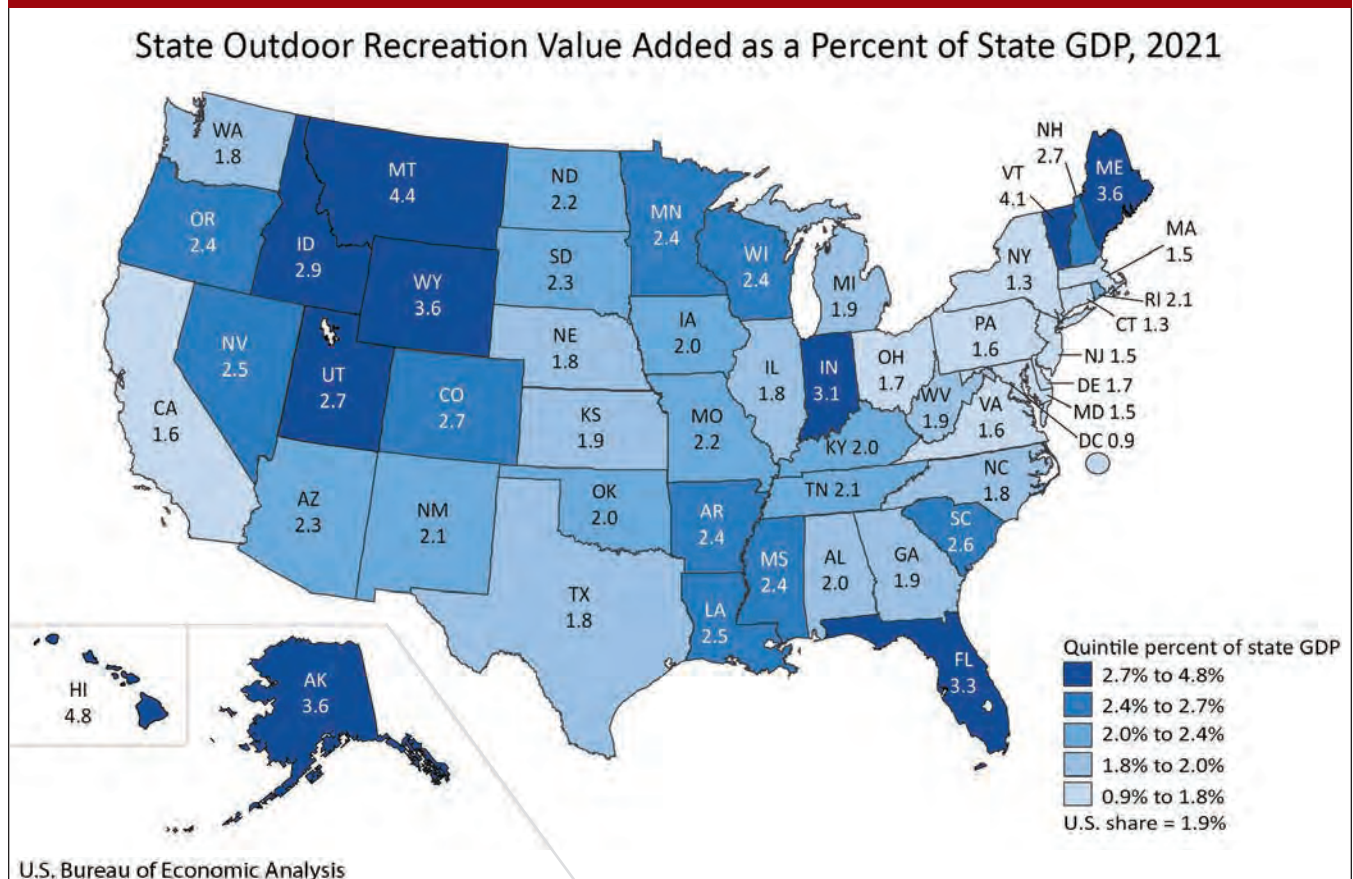 State Outdoor Recreation Value Added as a Percent of State GDP, 2021
WA
1.8
MT
4.4
ND
2.2
MN
2.4
NH
2.7
VT
4.1
ME
3.6
OR
2.4
ID
2.9
WY
3.6
SD
2.3
WI
2.4
MI
1.9
NY
1.3
MA
1.5
RI 2.1
CT 1.3
NV
2.5
UT
2.7
CO
2.7
NE
1.8
IA
2.0
IL
1.8
IN
3.1
OH
1.7
PA
1.6
NJ 1.5
DE 1.7
MD 1.5
DC 0.9
CA
1.6
KS
1.9
MO
2.2
KY 2.0
WV
1.9
VA
1.6
AZ
2.3
NM
2.1
OK
2.0
AR
2.4
TN 2.1
NC
1.8
SC
2.6
TX
1.8
LA
2.5
MS
2.4
AL
2.0
GA
1.9
FL
3.3
HI
4.8
AK
3.6
Quintile percent of state GDP
2.7% to 4.8%
2.4% to 2.7%
2.0% to 2.4%
1.8% to 2.0%
0.9% to 1.8%
U.S. share = 1.9%
U.S. Bureau of Economic Analysis